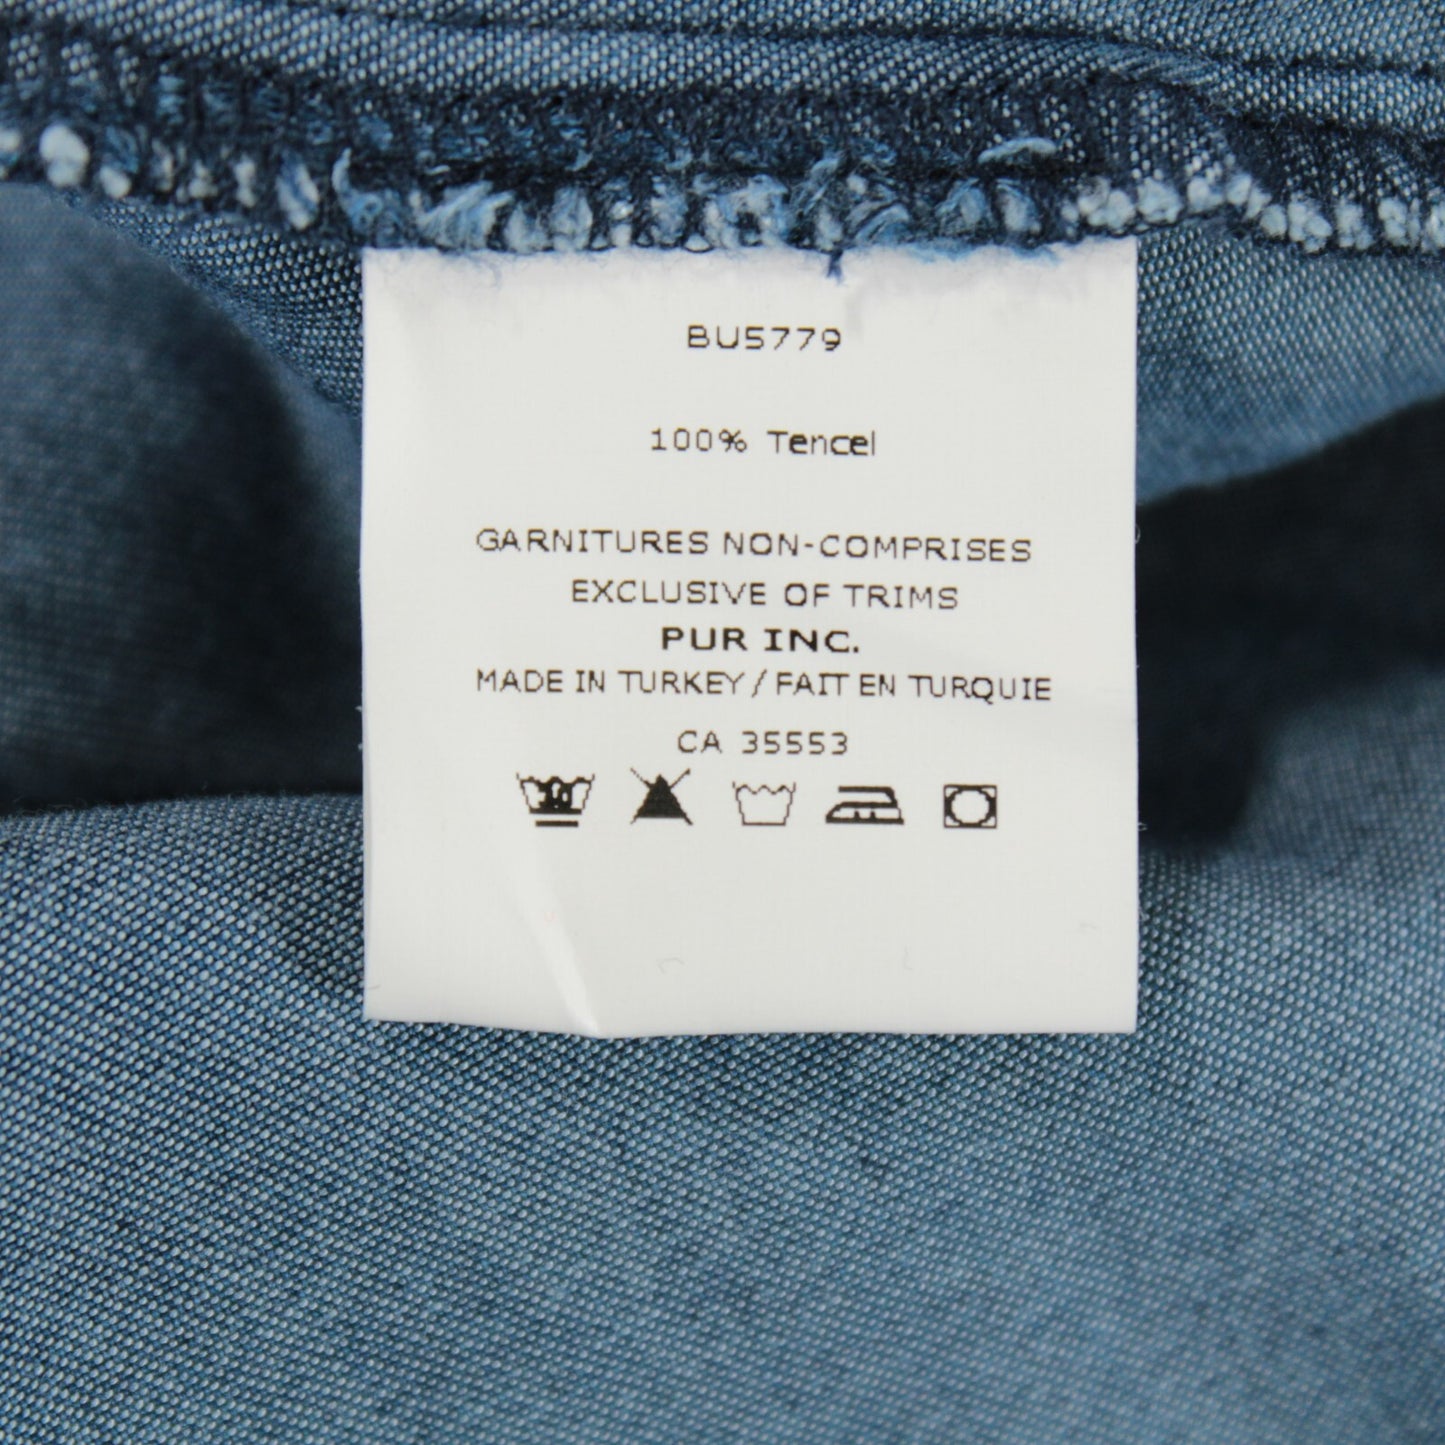 BU5779
100% Tencel
GARNITURES NON-COMPRISES
EXCLUSIVE OF TRIMS
PUR INC.
MADE IN TURKEY / FAIT EN TURQUIE
CA 35553
30